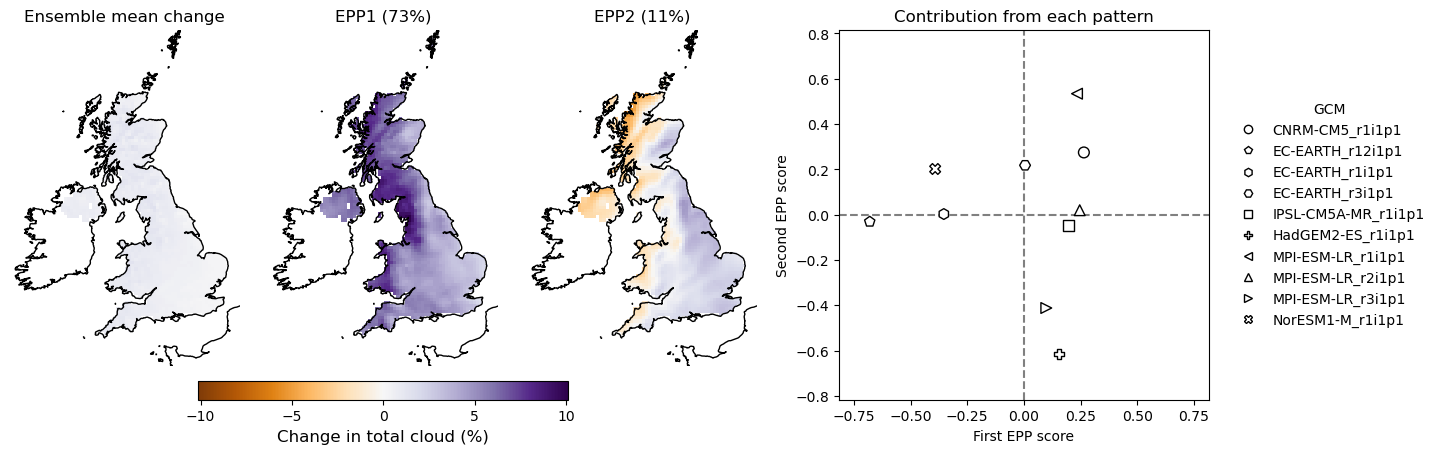 Ensemble mean change
EPP1 (73%)
EPP2 (11%)
−10
−5
0
5
10
Change in total cloud (%)
Contribution from each pattern
0.8
0.6
0.4
0.2
0.0
−0.2
−0.4
−0.6
−0.8
Second EPP score
−0.75
−0.50
−0.25
0.00
0.25
0.50
0.75
First EPP score
GCM
CNRM-CM5_r1i1p1
EC-EARTH_r12i1p1
EC-EARTH_r1i1p1
EC-EARTH_r3i1p1
IPSL-CM5A-MR_r1i1p1
HadGEM2-ES_r1i1p1
MPI-ESM-LR_r1i1p1
MPI-ESM-LR_r2i1p1
MPI-ESM-LR_r3i1p1
NorESM1-M_r1i1p1